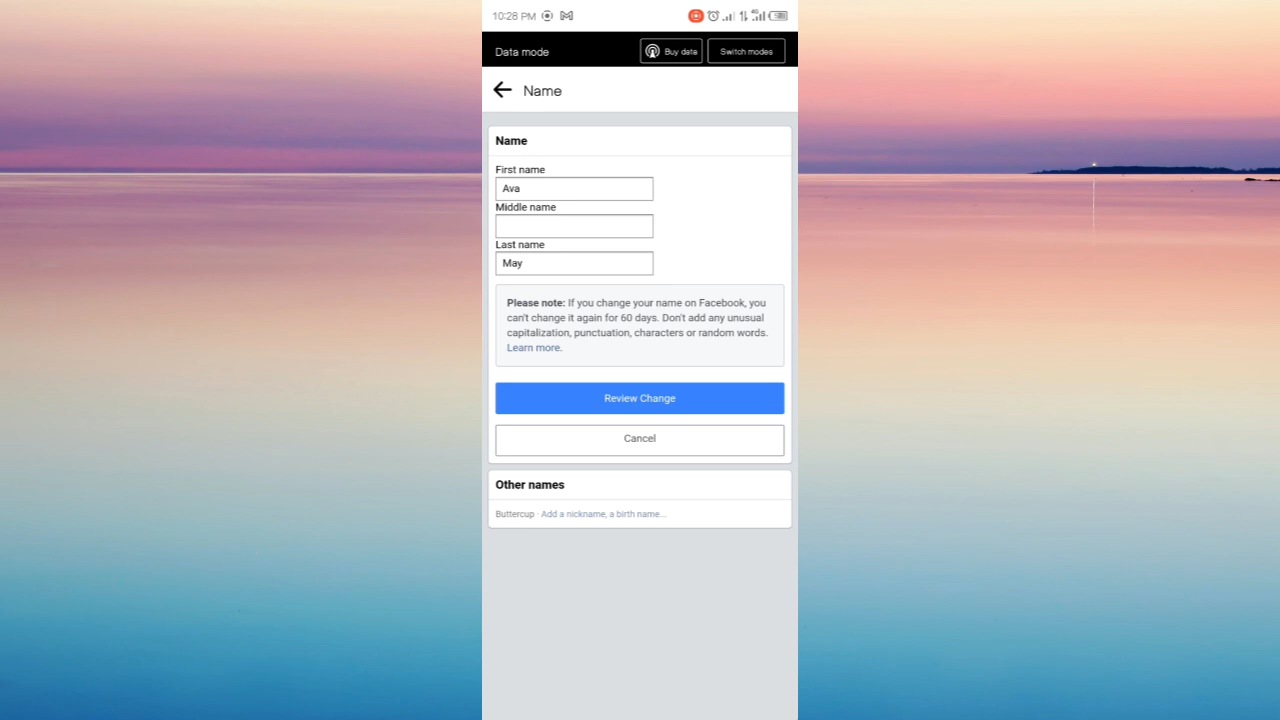 10:28 PM
Data mode
Buy data
Switch modes
Name
Name
First name
Ava
Middle name
Last name
May
Please note: If you change your name on Facebook, you
can't change it again for 60 days. Don't add any unusual
capitalization, punctuation, characters or random words.
Learn more.
Review Change
Cancel
Other names
Buttercup · Add a nickname, a birth name...